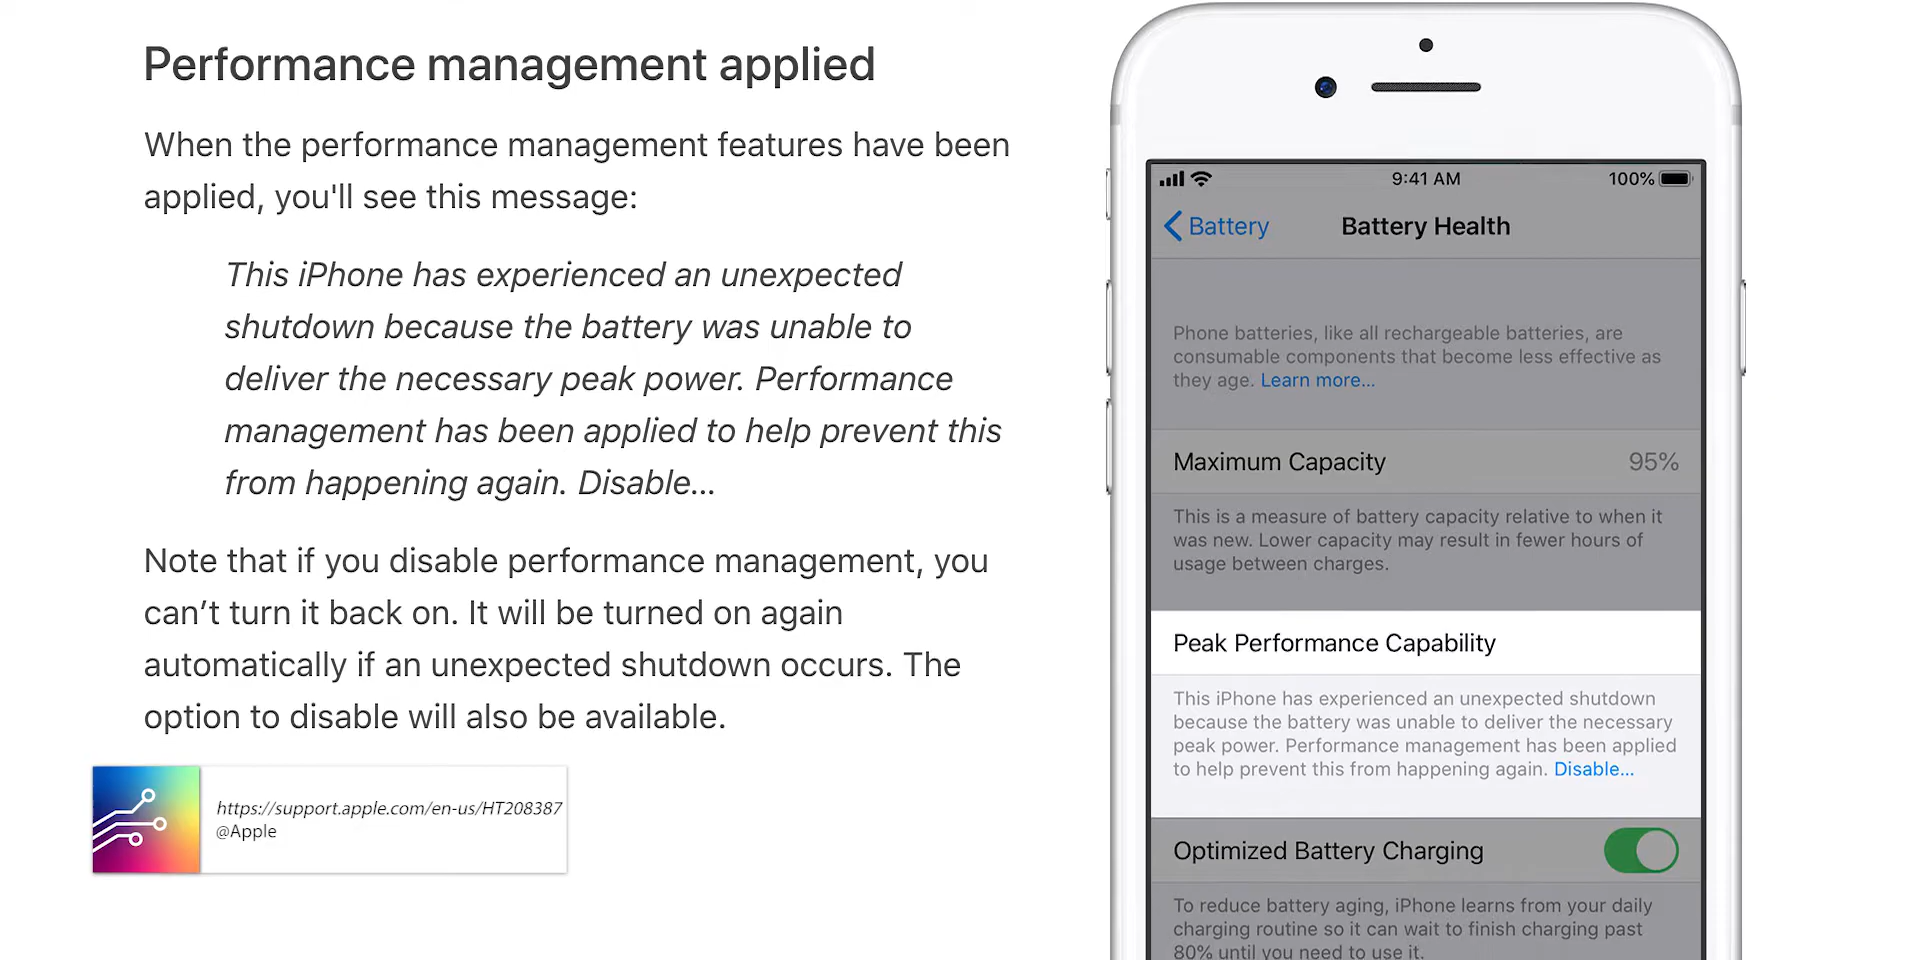 Performance management applied
When the performance management features have been
applied, you'll see this message:
This iPhone has experienced an unexpected
shutdown because the battery was unable to
deliver the necessary peak power. Performance
management has been applied to help prevent this
from happening again. Disable...
Note that if you disable performance management, you
can’t turn it back on. It will be turned on again
automatically if an unexpected shutdown occurs. The
option to disable will also be available.
https://support.apple.com/en-us/HT208387
@Apple
9:41 AM 100%
Battery Battery Health
Phone batteries, like all rechargeable batteries, are
consumable components that become less effective as
they age. Learn more...
Maximum Capacity 95%
This is a measure of battery capacity relative to when it
was new. Lower capacity may result in fewer hours of
usage between charges.
Peak Performance Capability
This iPhone has experienced an unexpected shutdown
because the battery was unable to deliver the necessary
peak power. Performance management has been applied
to help prevent this from happening again. Disable...
Optimized Battery Charging
To reduce battery aging, iPhone learns from your daily
charging routine so it can wait to finish charging past
80% until you need to use it.